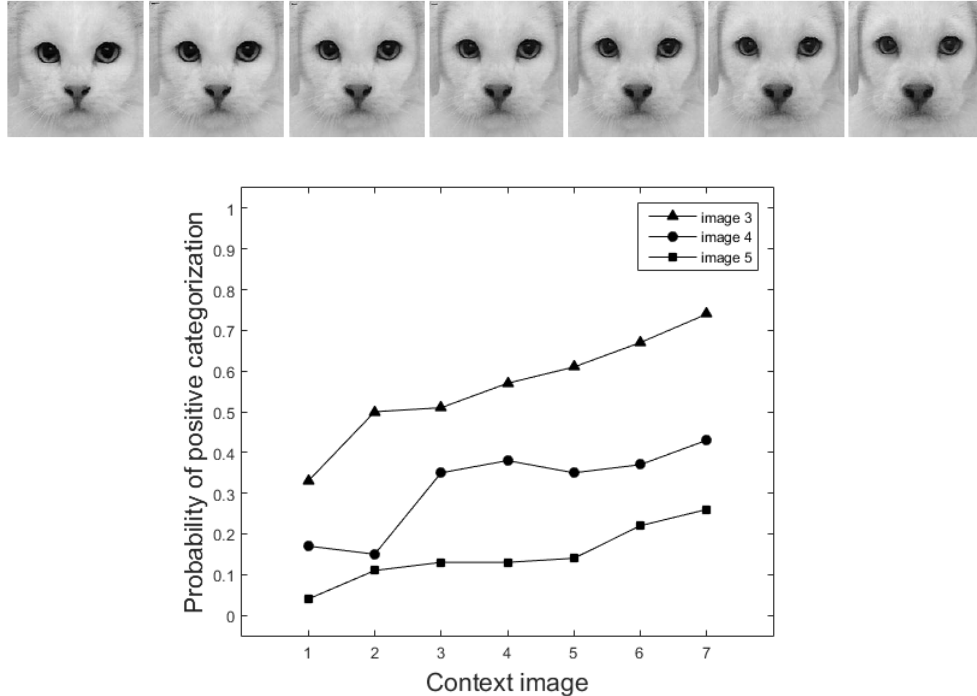 image 3
image 4
image 5
1
0.9
0.8
0.7
0.6
0.5
0.4
0.3
0.2
0.1
0
Probability of positive categorization
1 2 3 4 5 6 7
Context image